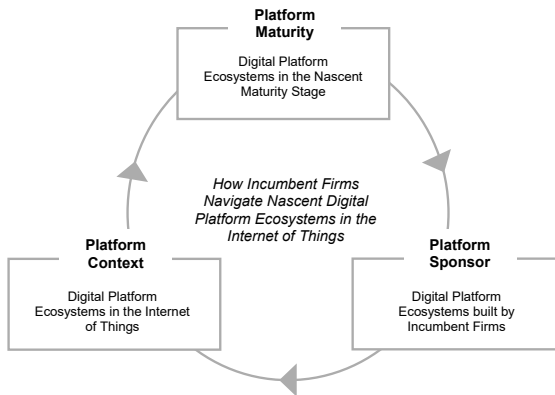 Platform
Maturity
Digital Platform
Ecosystems in the Nascent
Maturity Stage
How Incumbent Firms
Navigate Nascent Digital
Platform Ecosystems in the
Internet of Things
Platform
Context
Digital Platform
Ecosystems in the Internet
of Things
Platform
Sponsor
Digital Platform
Ecosystems built by
Incumbent Firms